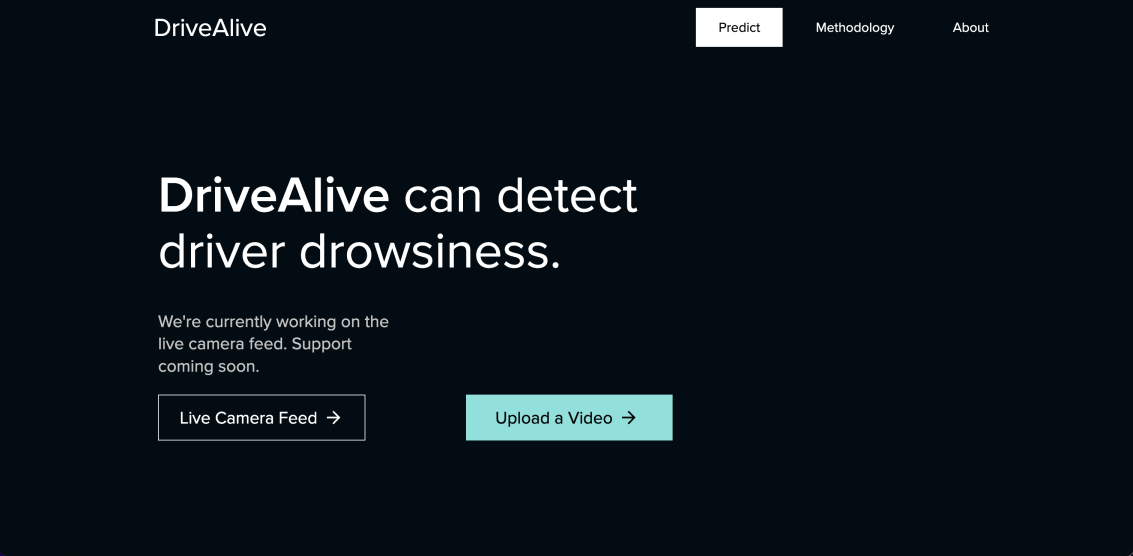 DriveAlive
Predict
Methodology
About
DriveAlive can detect
driver drowsiness.
We're currently working on the
live camera feed. Support
coming soon.
Live Camera Feed →
Upload a Video →